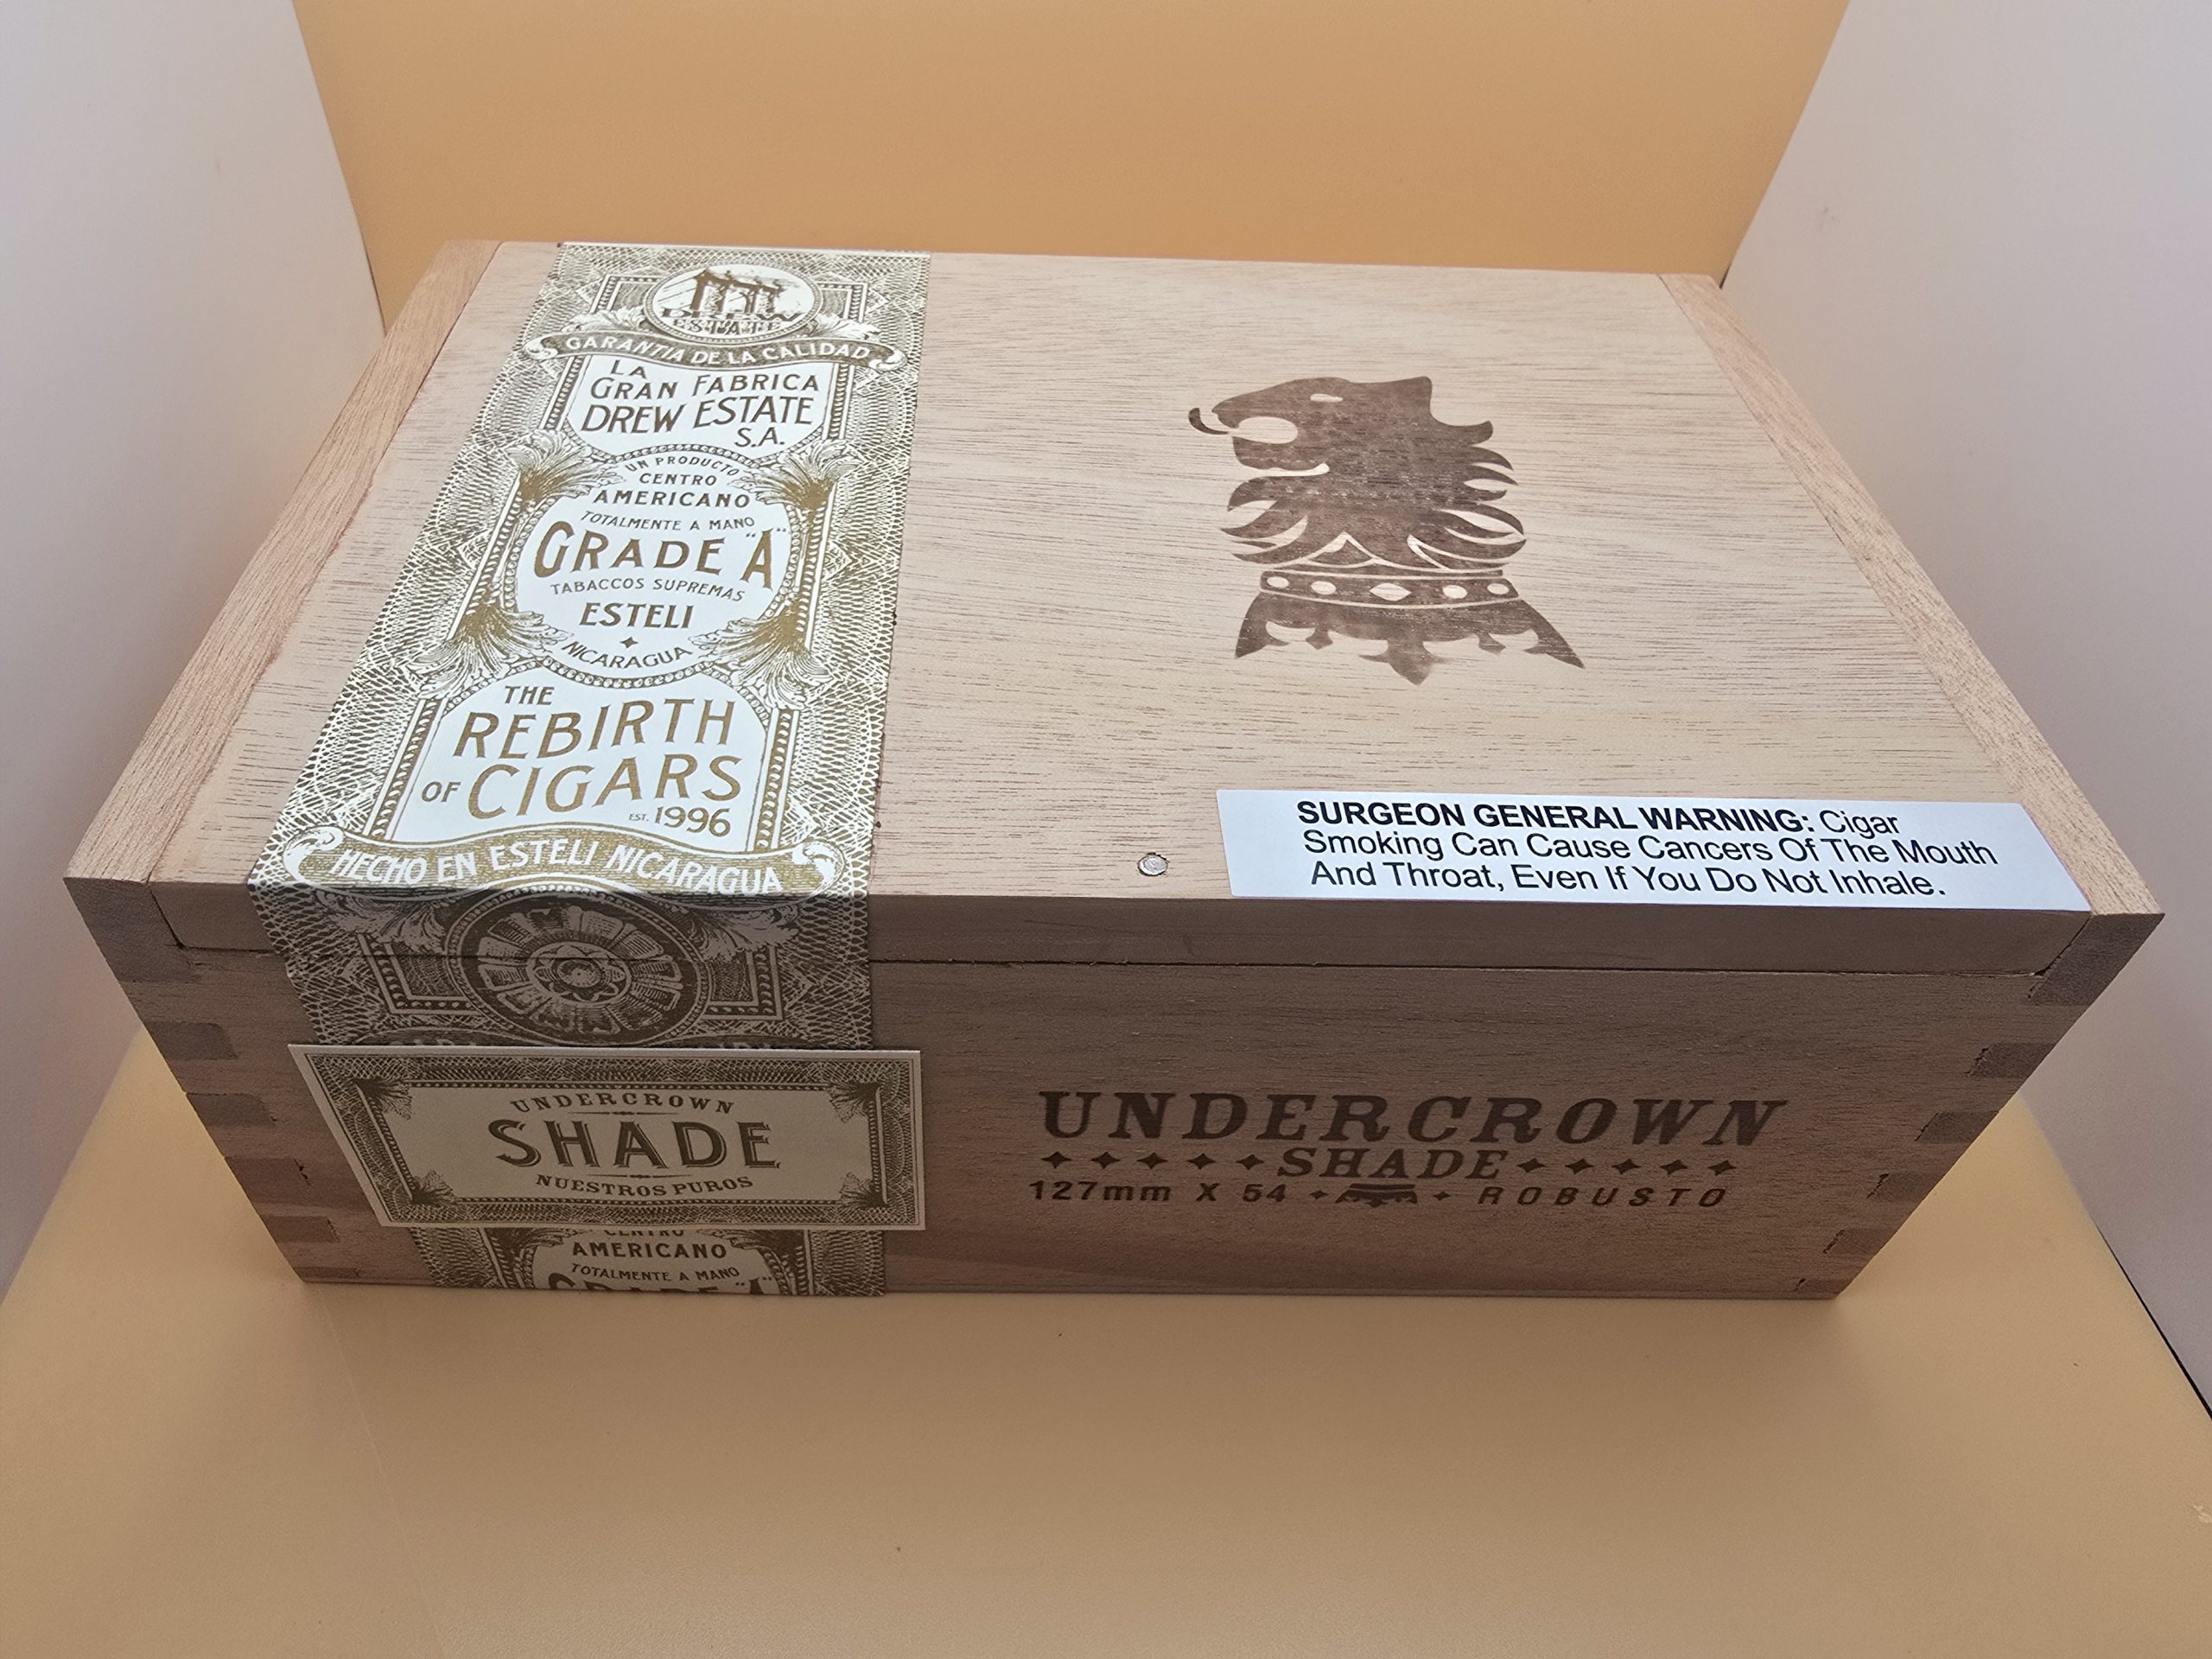 DREW
ESTATE
GARANTIA DE LA CALIDAD
LA
GRAN FABRICA
DREW ESTATE
S.A.
UN PRODUCTO
CENTRO
AMERICANO
TOTALMENTE A MANO
GRADE "A"
TABACCOS SUPREMAS
ESTELI
NICARAGUA
THE
REBIRTH
OF CIGARS
EST. 1996
HECHO EN ESTELI NICARAGUA
SURGEON GENERAL WARNING: Cigar
Smoking Can Cause Cancers Of The Mouth
And Throat, Even If You Do Not Inhale.
UNDERCROWN
SHADE
NUESTROS PUROS
CENTRO
AMERICANO
TOTALMENTE A MANO
GRADE "A"
UNDERCROWN
SHADE
127mm X 54 ROBUSTO